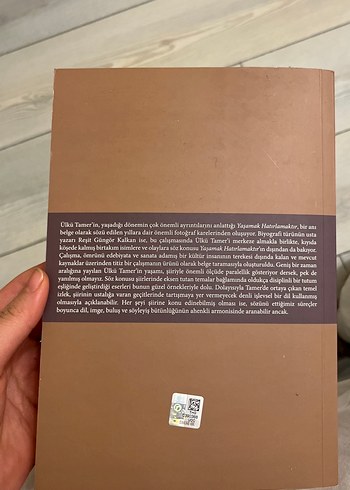 Ülkü Tamer'in, yaşadığı dönemin çok önemli ayrıntılarını anlattığı Yaşamak Hatırlamaktır, bir anı
belge olarak sözü edilen yıllara dair önemli fotoğraf karelerinden oluşuyor. Biyografi türünün usta
yazarı Reşit Güngör Kalkan ise, bu çalışmasında Ülkü Tamer'i merkeze almakla birlikte, kıyıda
köşede kalmış birtakım isimlere ve olaylara söz konusu Yaşamak Hatırlamaktır'ın dışından da bakıyor.
Çalışma, ömrünü edebiyata ve sanata adamış bir kültür insanının terekesi dışında kalan ve mevcut
kaynaklar üzerinden titiz bir çalışmanın ürünü olarak belge taramasıyla oluşturuldu. Geniş bir zaman
aralığına yayılan Ülkü Tamer'in yaşamı, şiiriyle önemli ölçüde paralellik gösteriyor dersek, pek de
yanılmış olmayız. Söz konusu şiirlerinde eksen tutan temalar bağlamında oldukça disiplinli bir tutum
eşliğinde geliştirdiği eserleri bunun güzel örnekleriyle dolu. Dolayısıyla Tamer'de ortaya çıkan temel
izlek, şiirinin ustalığa varan geçitlerinde tartışmaya yer vermeyecek denli işlevsel bir dil kullanmış
olmasıyla açıklanabilir. Her şeyi şiirine konu edinebilmiş olması ise, sözünü ettiğimiz süreçler
boyunca dil, imge, buluş ve söyleyiş bütünlüğünün ahenkli armonisinde aranabilir ancak.